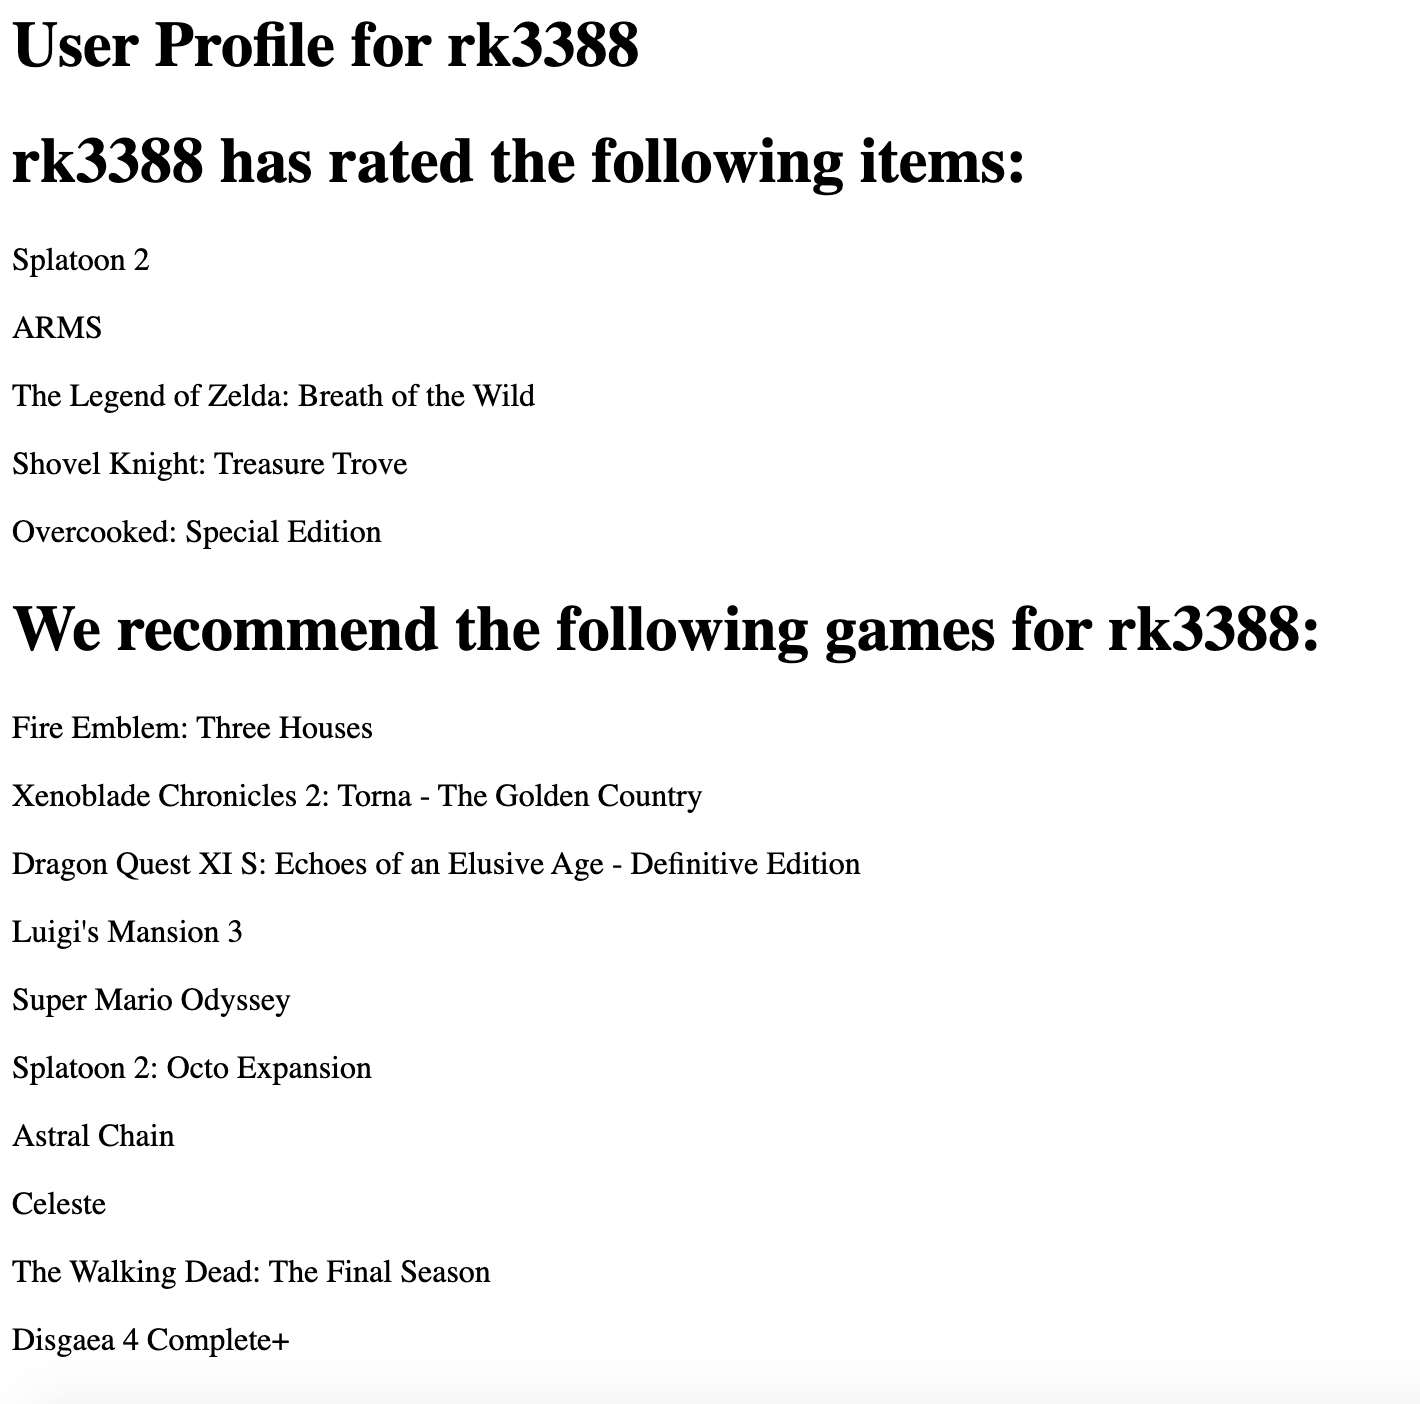 User Profile for rk3388
rk3388 has rated the following items:
Splatoon 2
ARMS
The Legend of Zelda: Breath of the Wild
Shovel Knight: Treasure Trove
Overcooked: Special Edition
We recommend the following games for rk3388:
Fire Emblem: Three Houses
Xenoblade Chronicles 2: Torna - The Golden Country
Dragon Quest XI S: Echoes of an Elusive Age - Definitive Edition
Luigi's Mansion 3
Super Mario Odyssey
Splatoon 2: Octo Expansion
Astral Chain
Celeste
The Walking Dead: The Final Season
Disgaea 4 Complete+